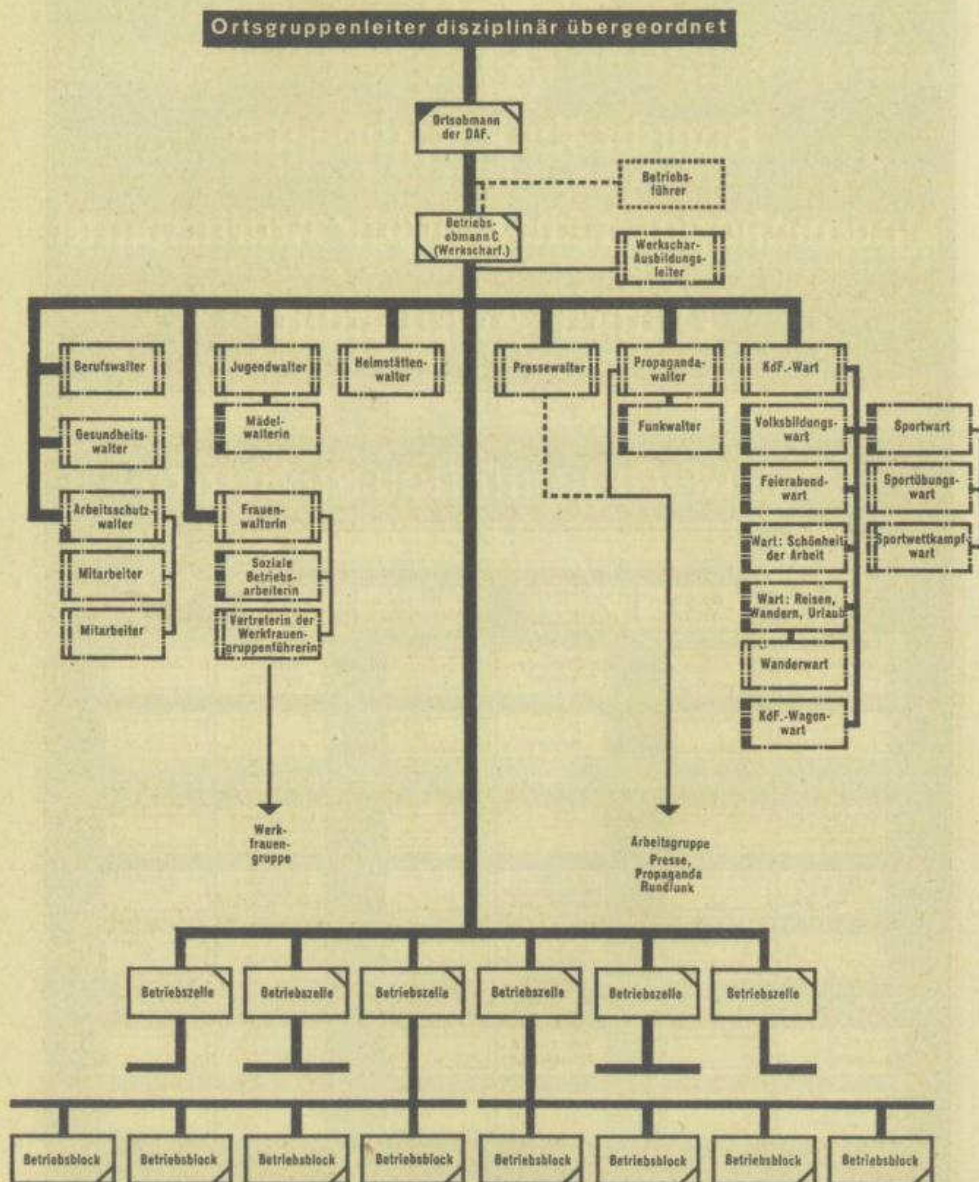 Ortsgruppenleiter disziplinär übergeordnet
Ortsobmann
der DAF.
Betriebs-
führer
Betriebs-
obmann C
(Werkscharf.)
Werkschar-
Ausbildungs-
leiter
Berufswalter
Gesundheits-
walter
Arbeitsschutz-
walter
Mitarbeiter
Mitarbeiter
Jugendwalter
Mädel-
walterin
Frauen-
walterin
Soziale
Betriebs-
arbeiterin
Vertreterin der
Werkfrauen-
gruppenführerin
Werk-
frauen-
gruppe
Heimstätten-
walter
Pressewalter
Propaganda-
walter
Funkwalter
Arbeitsgruppe
Presse,
Propaganda
Rundfunk
KdF.-Wart
Volksbildungs-
wart
Feierabend-
wart
Wart: Schönheit
der Arbeit
Wart: Reisen,
Wandern, Urlaub
Wanderwart
KdF.-Wagen-
wart
Sportwart
Sportübungs-
wart
Sportwettkampf-
wart
Betriebszelle
Betriebszelle
Betriebszelle
Betriebszelle
Betriebszelle
Betriebszelle
Betriebsblock
Betriebsblock
Betriebsblock
Betriebsblock
Betriebsblock
Betriebsblock
Betriebsblock
Betriebsblock